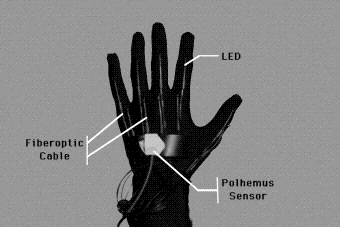 LED
Fiberoptic
Cable
Polhemus
Sensor